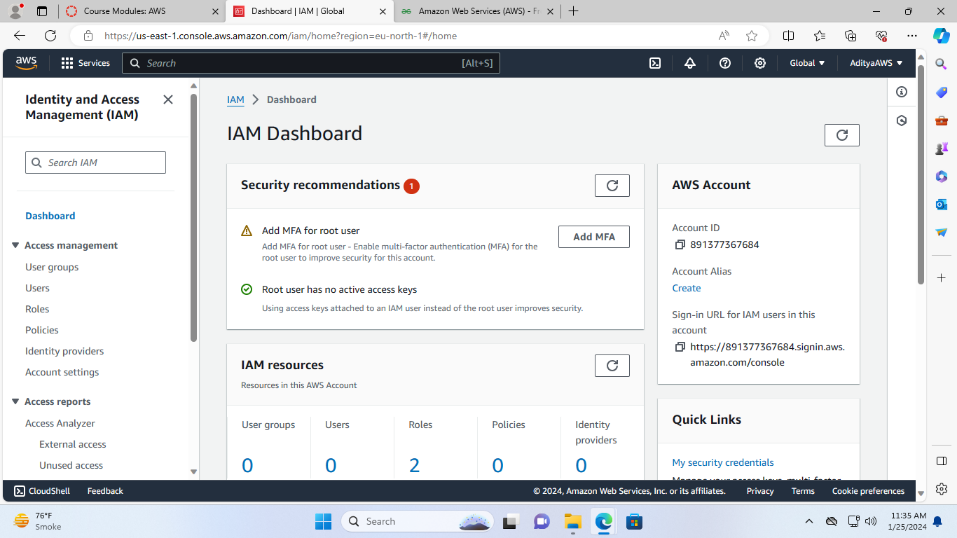 Course Modules: AWS
Dashboard | IAM | Global
Amazon Web Services (AWS) - Fr
https://us-east-1.console.aws.amazon.com/iam/home?region=eu-north-1#/home
aws
Services
Search
[Alt+S]
Global
AdityaAWS
Identity and Access
Management (IAM)
Search IAM
Dashboard
Access management
User groups
Users
Roles
Policies
Identity providers
Account settings
Access reports
Access Analyzer
External access
Unused access
IAM
Dashboard
IAM Dashboard
Security recommendations 1
Add MFA for root user
Add MFA for root user - Enable multi-factor authentication (MFA) for the
root user to improve security for this account.
Add MFA
Root user has no active access keys
Using access keys attached to an IAM user instead of the root user improves security.
IAM resources
Resources in this AWS Account
User groups
0
Users
0
Roles
2
Policies
0
Identity
providers
0
AWS Account
Account ID
891377367684
Account Alias
Create
Sign-in URL for IAM users in this
account
https://891377367684.signin.aws.
amazon.com/console
Quick Links
My security credentials
Manage your access keys, multi-factor
CloudShell
Feedback
© 2024, Amazon Web Services, Inc. or its affiliates.
Privacy
Terms
Cookie preferences
76°F
Smoke
Search
11:35 AM
1/25/2024